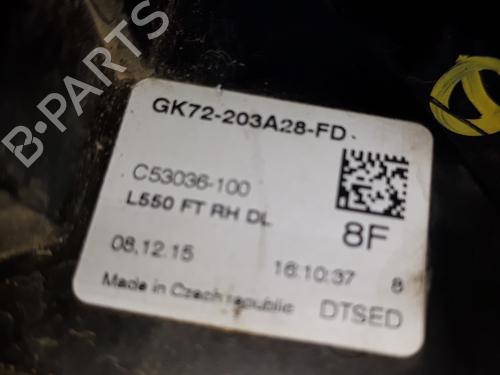 GK72-203A28-FD
C53036-100
L550 FT RH DL
8F
08.12.15 16:10:37 8
Made in Czech republic DTSED
B-PARTS